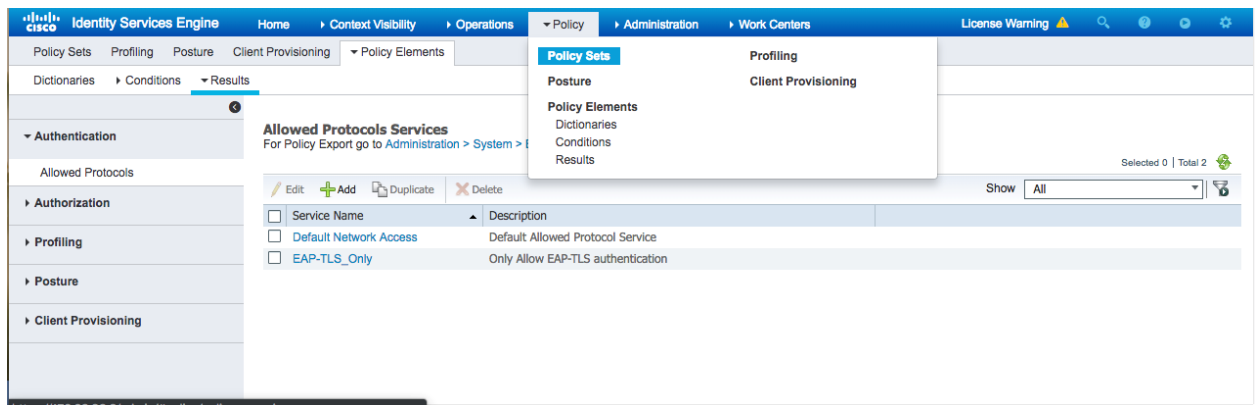 cisco Identity Services Engine Home Context Visibility Operations Policy Administration Work Centers License Warning
Policy Sets Profiling Posture Client Provisioning Policy Elements
Policy Sets Profiling
Posture Client Provisioning
Policy Elements
Dictionaries
Conditions
Results
Dictionaries Conditions Results
Authentication
Allowed Protocols
Authorization
Profiling
Posture
Client Provisioning
Allowed Protocols Services
For Policy Export go to Administration > System >
Selected 0 | Total 2
Edit Add Duplicate Delete Show All
Service Name Description
Default Network Access Default Allowed Protocol Service
EAP-TLS_Only Only Allow EAP-TLS authentication